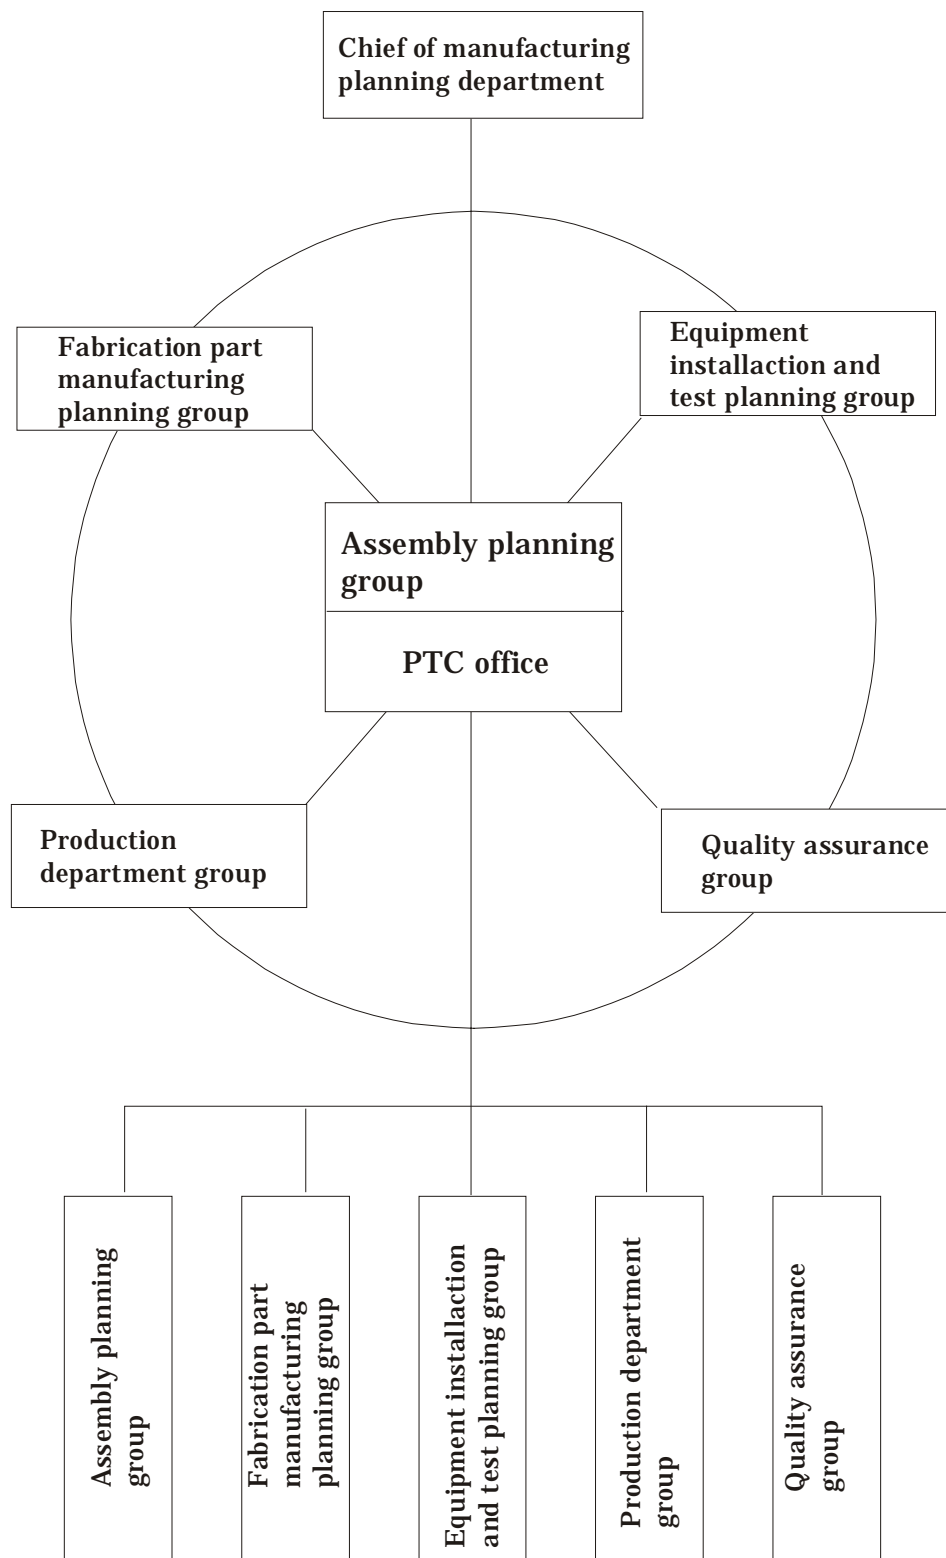 Chief of manufacturing
planning department
Fabrication part
manufacturing
planning group
Equipment
installaction and
test planning group
Assembly planning
group
PTC office
Production
department group
Quality assurance
group
Assembly planning
group
Fabrication part
manufacturing
planning group
Equipment installaction
and test planning group
Production department
group
Quality assurance
group